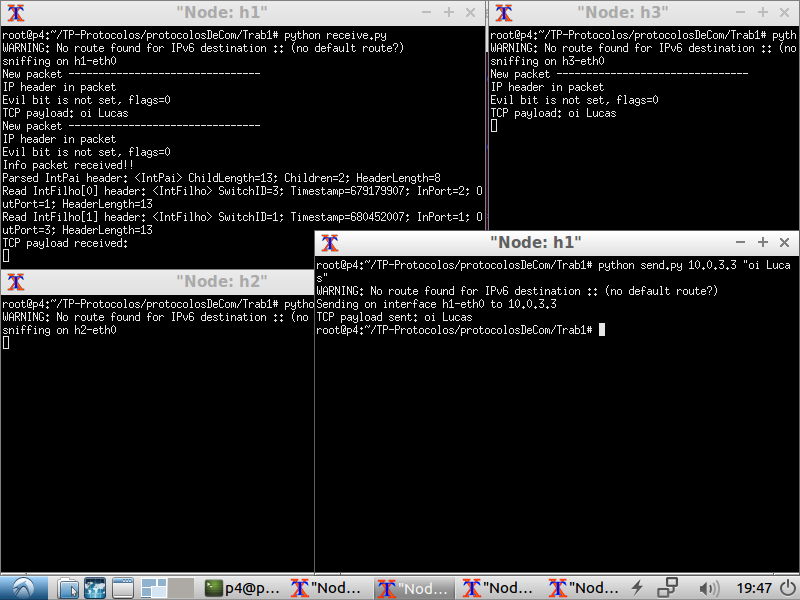 "Node: h1"
root@p4:~/TP-Protocolos/protocolosDeCom/Trab1# python receive.py
WARNING: No route found for IPv6 destination :: (no default route?)
sniffing on h1-eth0
New packet -------------------------------
IP header in packet
Evil bit is not set, flags=0
TCP payload: oi Lucas
New packet -------------------------------
IP header in packet
Evil bit is not set, flags=0
Info packet received!!
Parsed IntPai header: <IntPai> ChildLength=13; Children=2; HeaderLength=8
Read IntFilho[0] header: <IntFilho> SwitchID=3; Timestamp=679179907; InPort=2; O
utPort=1; HeaderLength=13
Read IntFilho[1] header: <IntFilho> SwitchID=1; Timestamp=680452007; InPort=1; O
utPort=3; HeaderLength=13
TCP payload received:
"Node: h3"
root@p4:~/TP-Protocolos/protocolosDeCom/Trab1# pyth
WARNING: No route found for IPv6 destination :: (no
sniffing on h3-eth0
New packet -------------------------------
IP header in packet
Evil bit is not set, flags=0
TCP payload: oi Lucas
"Node: h2"
root@p4:~/TP-Protocolos/protocolosDeCom/Trab1# pytho
WARNING: No route found for IPv6 destination :: (no
sniffing on h2-eth0
"Node: h1"
root@p4:~/TP-Protocolos/protocolosDeCom/Trab1# python send.py 10.0.3.3 "oi Luca
s"
WARNING: No route found for IPv6 destination :: (no default route?)
Sending on interface h1-eth0 to 10.0.3.3
TCP payload sent: oi Lucas
root@p4:~/TP-Protocolos/protocolosDeCom/Trab1#
p4@p...
"Nod...
"Nod...
"Nod...
"Nod...
19:47